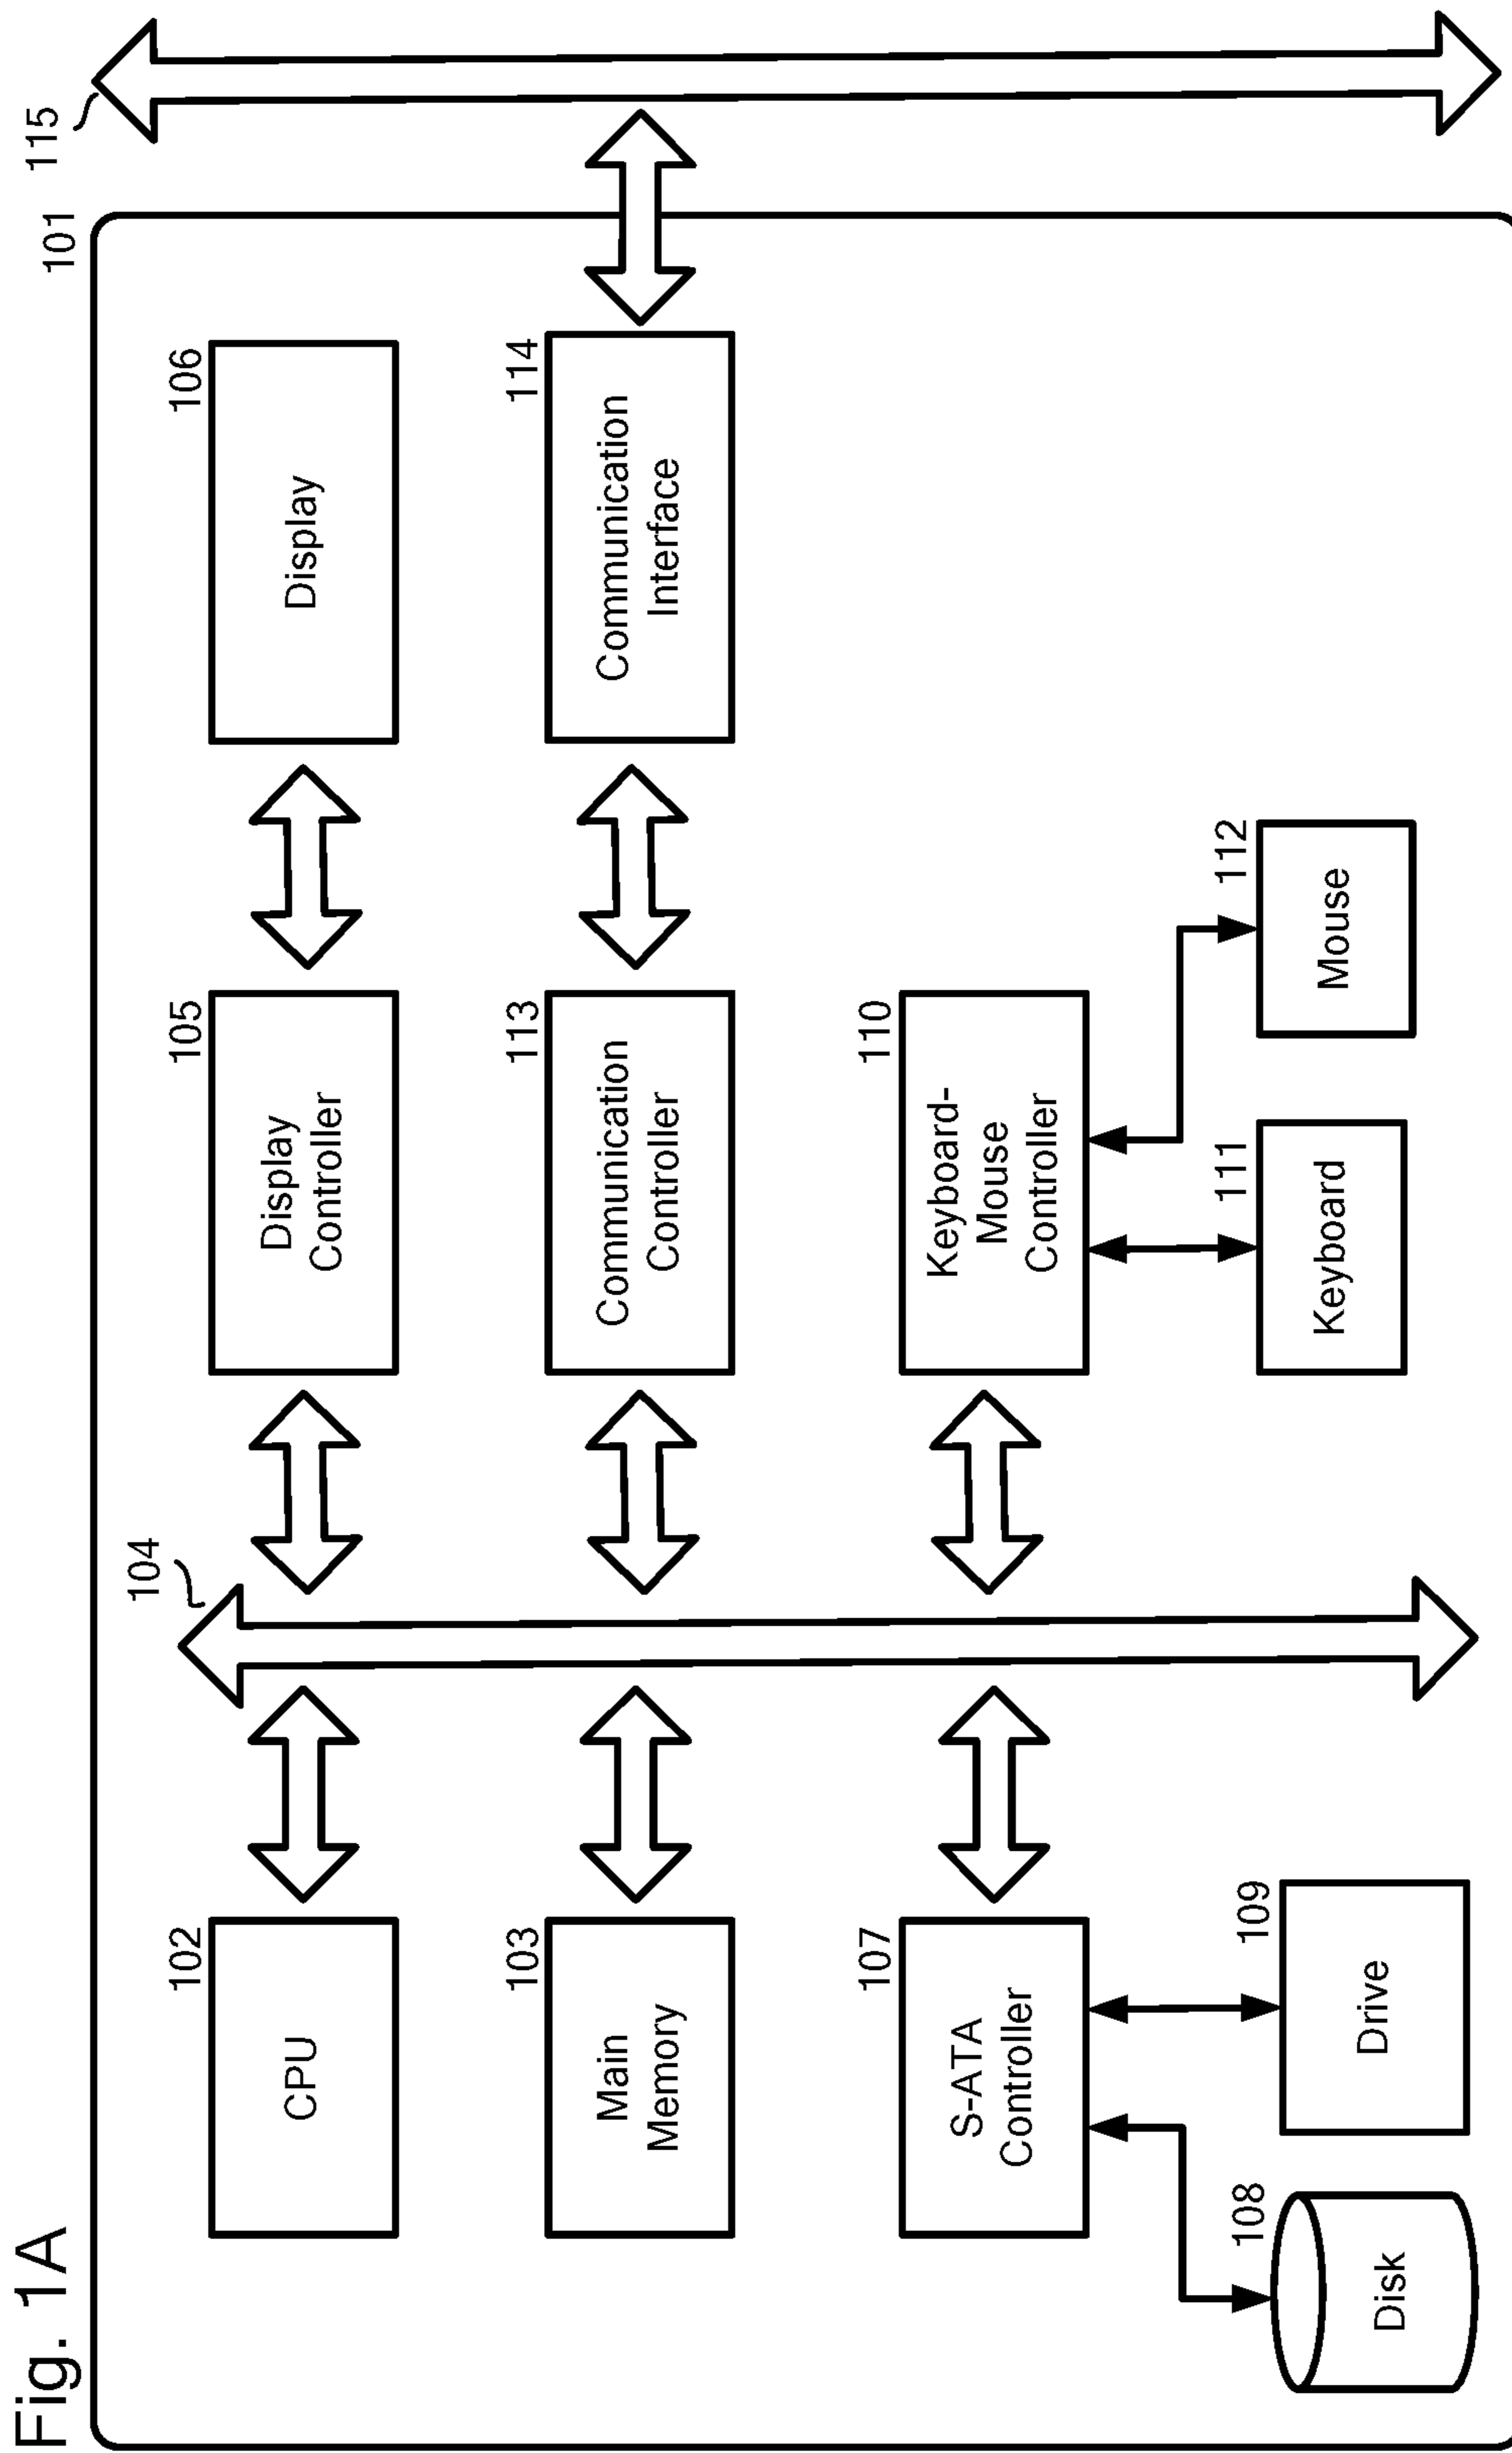 Fig. 1A
101
115
102
CPU
104
105
Display
Controller
106
Display
103
Main
Memory
113
Communication
Controller
114
Communication
Interface
107
S-ATA
Controller
110
Keyboard-
Mouse
Controller
108
Disk
109
Drive
111
Keyboard
112
Mouse